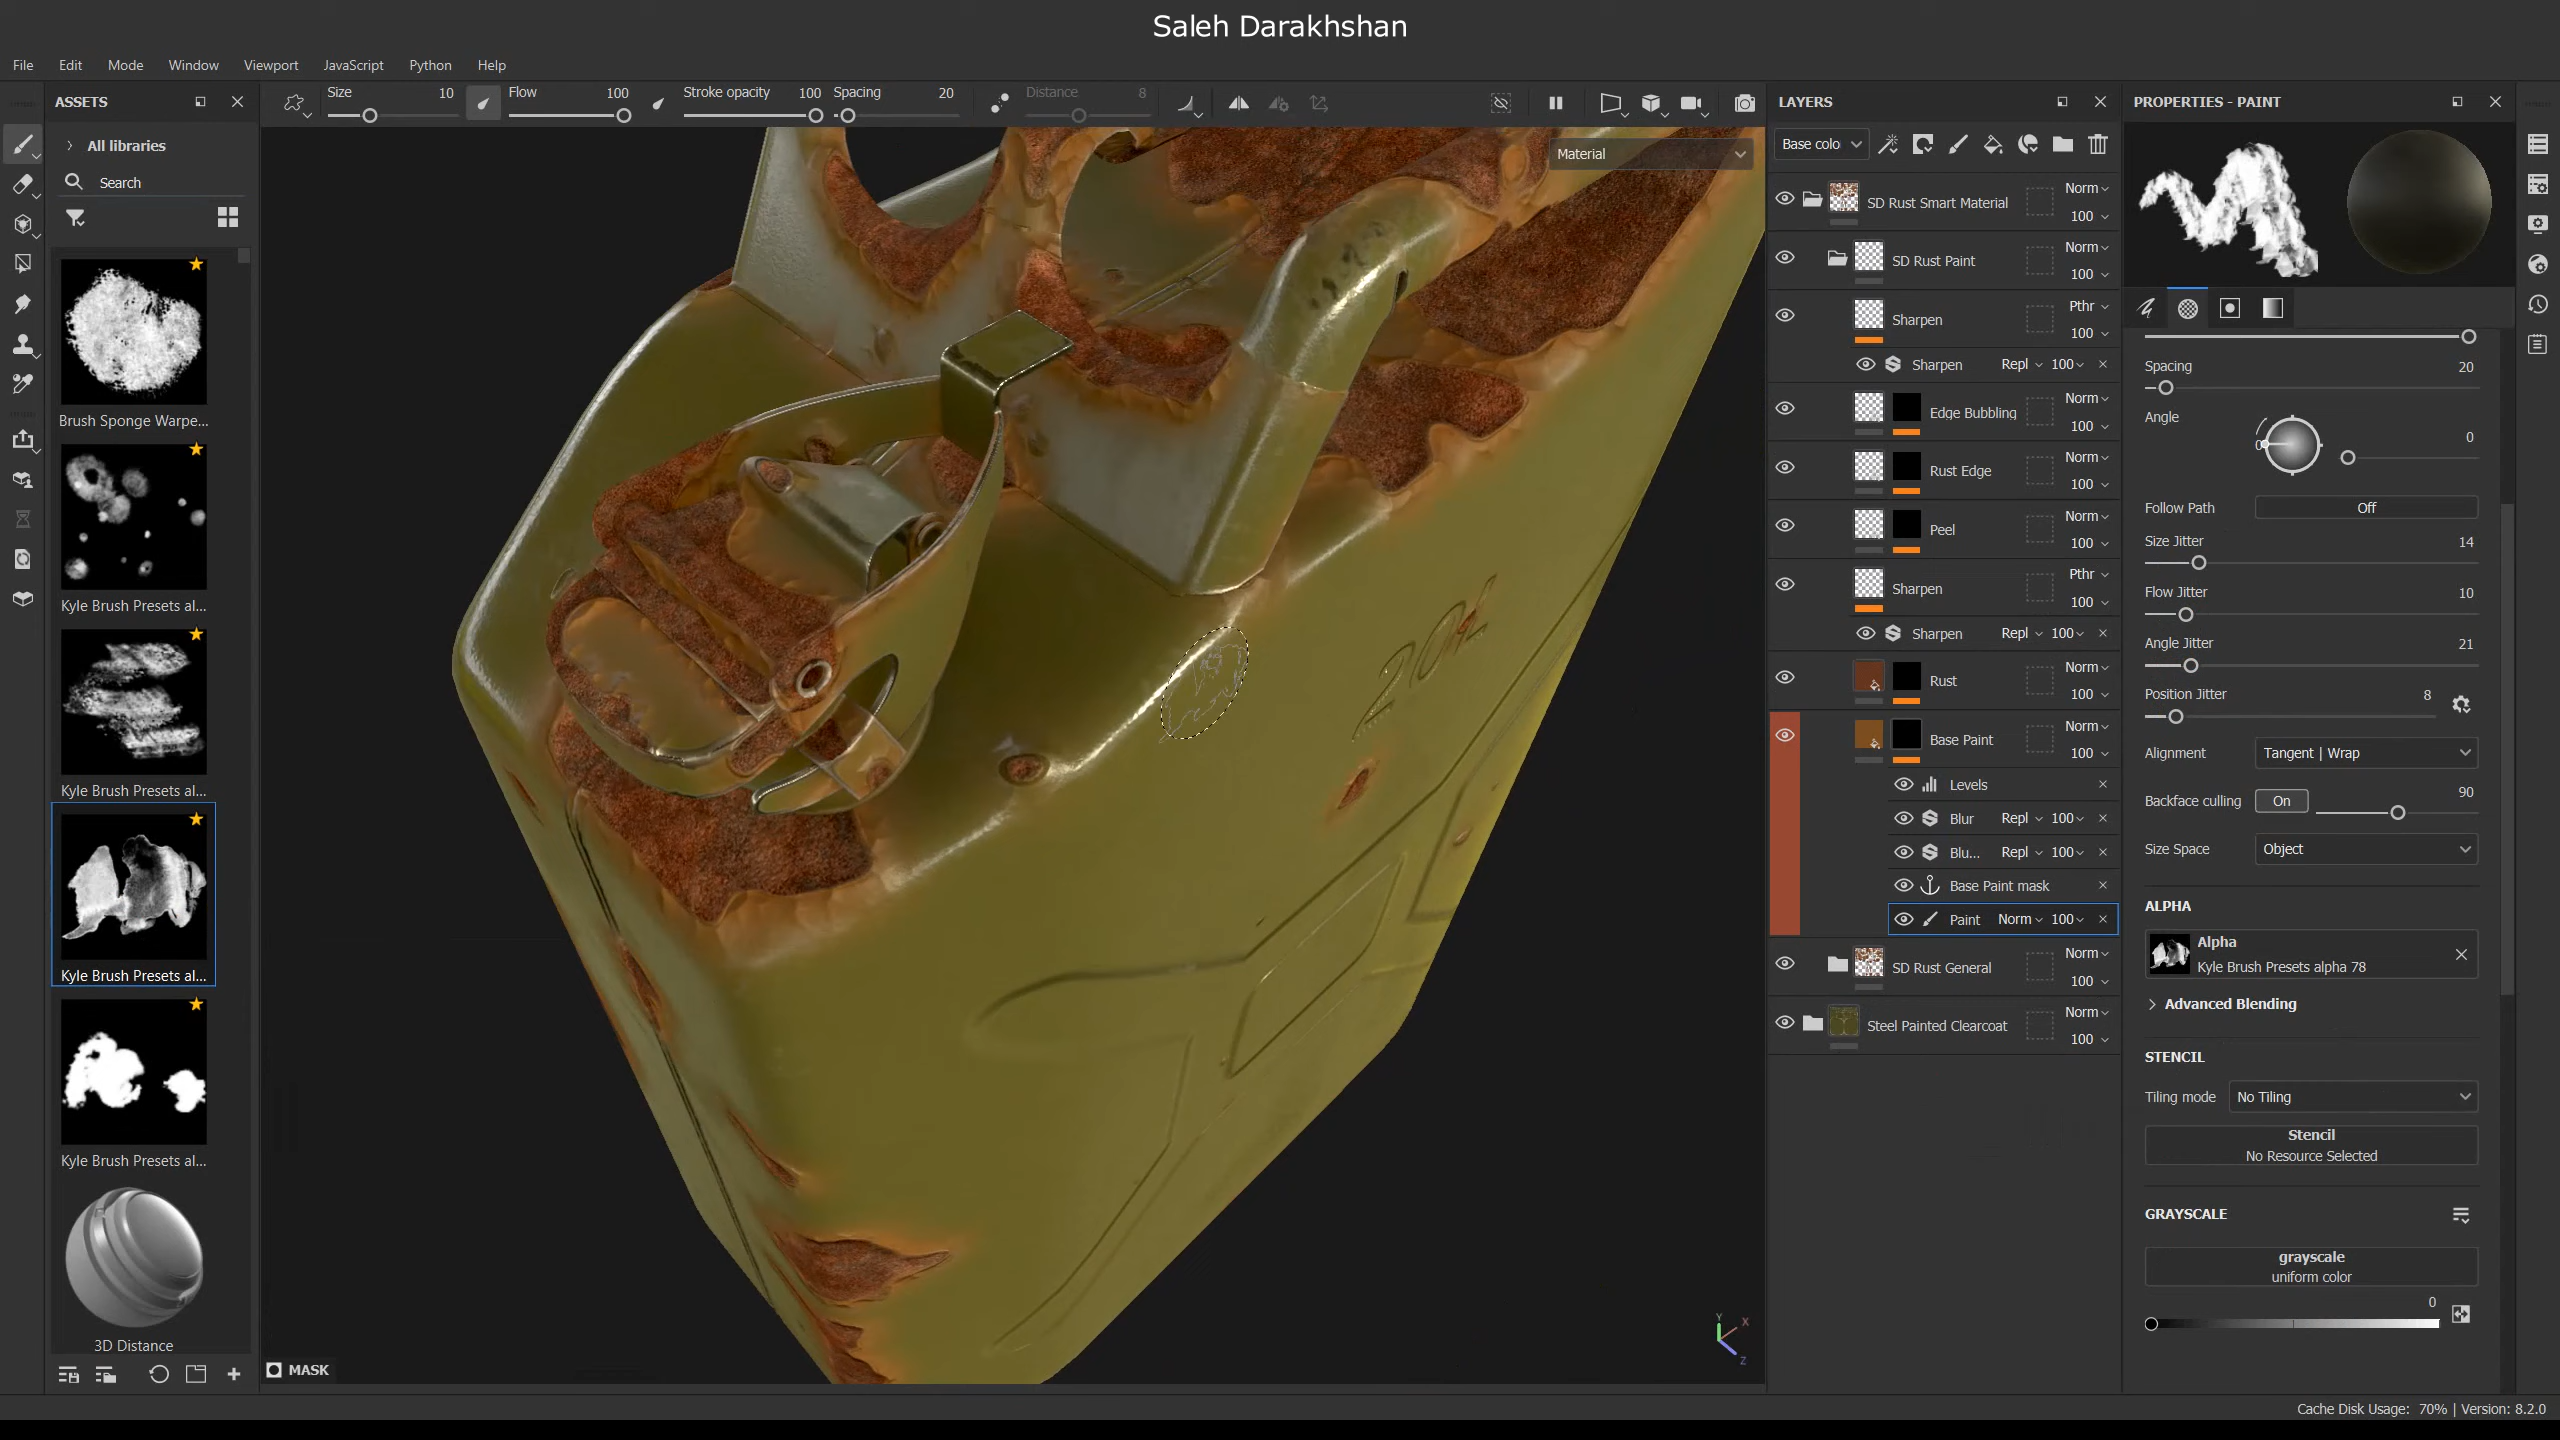 Saleh Darakhshan
File Edit Mode Window Viewport JavaScript Python Help
ASSETS
All libraries
Search
Brush Sponge Warpe...
Kyle Brush Presets al...
Kyle Brush Presets al...
Kyle Brush Presets al...
Kyle Brush Presets al...
3D Distance
Size 10 Flow 100 Stroke opacity 100 Spacing 20 Distance 8
Material
204
MASK
Y X Z
LAYERS
Base colo
SD Rust Smart Material Norm 100
SD Rust Paint Norm 100
Sharpen Pthr 100
Sharpen Repl 100
Edge Bubbling Norm 100
Rust Edge Norm 100
Peel Norm 100
Sharpen Pthr 100
Sharpen Repl 100
Rust Norm 100
Base Paint Norm 100
Levels
Blur Repl 100
Blu... Repl 100
Base Paint mask
Paint Norm 100
SD Rust General Norm 100
Steel Painted Clearcoat Norm 100
PROPERTIES - PAINT
Spacing 20
Angle 0 0
Follow Path Off
Size Jitter 14
Flow Jitter 10
Angle Jitter 21
Position Jitter 8
Alignment Tangent | Wrap
Backface culling On 90
Size Space Object
ALPHA
Alpha
Kyle Brush Presets alpha 78
Advanced Blending
STENCIL
Tiling mode No Tiling
Stencil
No Resource Selected
GRAYSCALE
grayscale
uniform color
0
Cache Disk Usage: 70% | Version: 8.2.0